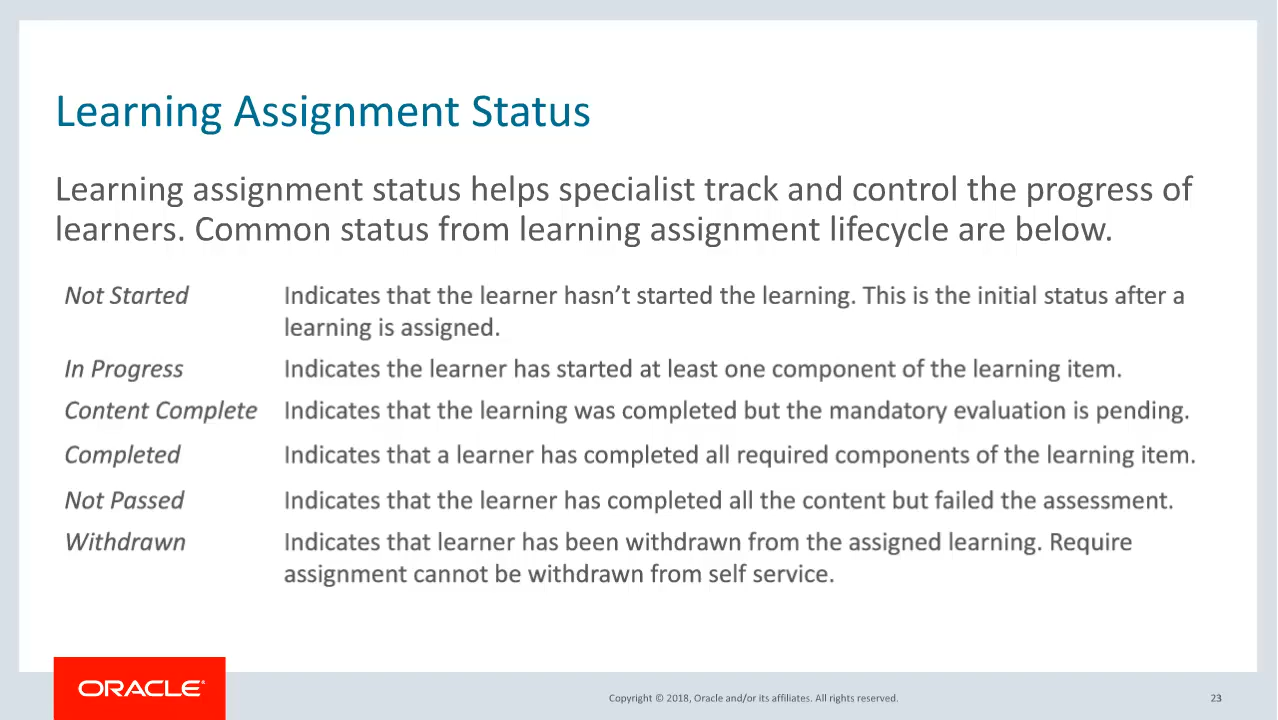 Learning Assignment Status
Learning assignment status helps specialist track and control the progress of
learners. Common status from learning assignment lifecycle are below.
Not Started Indicates that the learner hasn’t started the learning. This is the initial status after a
learning is assigned.
In Progress Indicates the learner has started at least one component of the learning item.
Content Complete Indicates that the learning was completed but the mandatory evaluation is pending.
Completed Indicates that a learner has completed all required components of the learning item.
Not Passed Indicates that the learner has completed all the content but failed the assessment.
Withdrawn Indicates that learner has been withdrawn from the assigned learning. Require
assignment cannot be withdrawn from self service.
ORACLE®
Copyright © 2018, Oracle and/or its affiliates. All rights reserved.
23